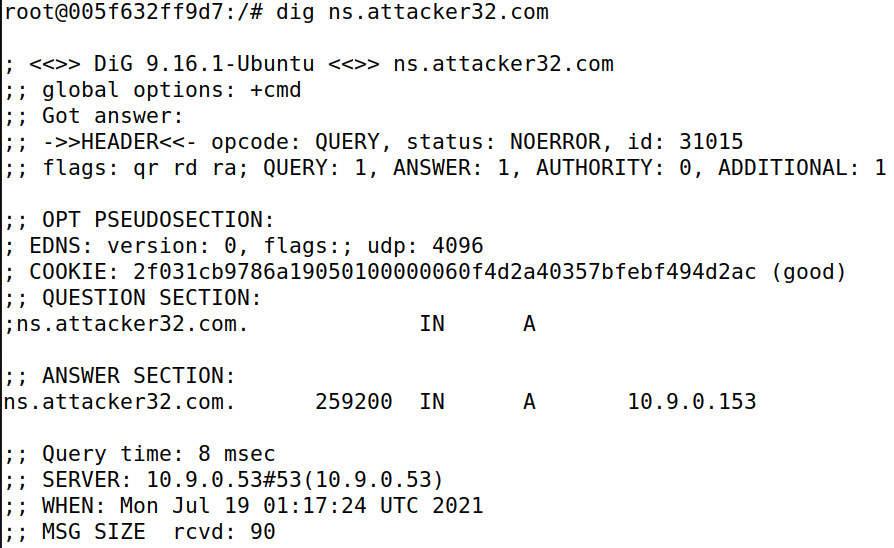 root@005f632ff9d7:/# dig ns.attacker32.com
; <<>> DiG 9.16.1-Ubuntu <<>> ns.attacker32.com
;; global options: +cmd
;; Got answer:
;; ->>HEADER<<- opcode: QUERY, status: NOERROR, id: 31015
;; flags: qr rd ra; QUERY: 1, ANSWER: 1, AUTHORITY: 0, ADDITIONAL: 1
;; OPT PSEUDOSECTION:
; EDNS: version: 0, flags:; udp: 4096
; COOKIE: 2f031cb9786a19050100000060f4d2a40357bfebf494d2ac (good)
;; QUESTION SECTION:
;ns.attacker32.com. IN A
;; ANSWER SECTION:
ns.attacker32.com. 259200 IN A 10.9.0.153
;; Query time: 8 msec
;; SERVER: 10.9.0.53#53(10.9.0.53)
;; WHEN: Mon Jul 19 01:17:24 UTC 2021
;; MSG SIZE  rcvd: 90